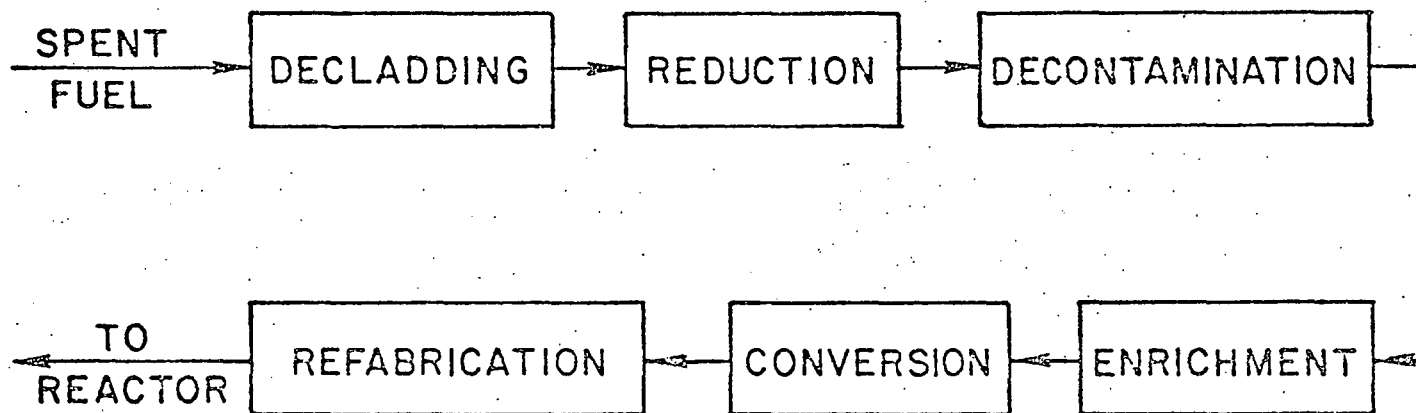 SPENT
FUEL
DECLADDING
REDUCTION
DECONTAMINATION
TO
REACTOR
REFABRICATION
CONVERSION
ENRICHMENT